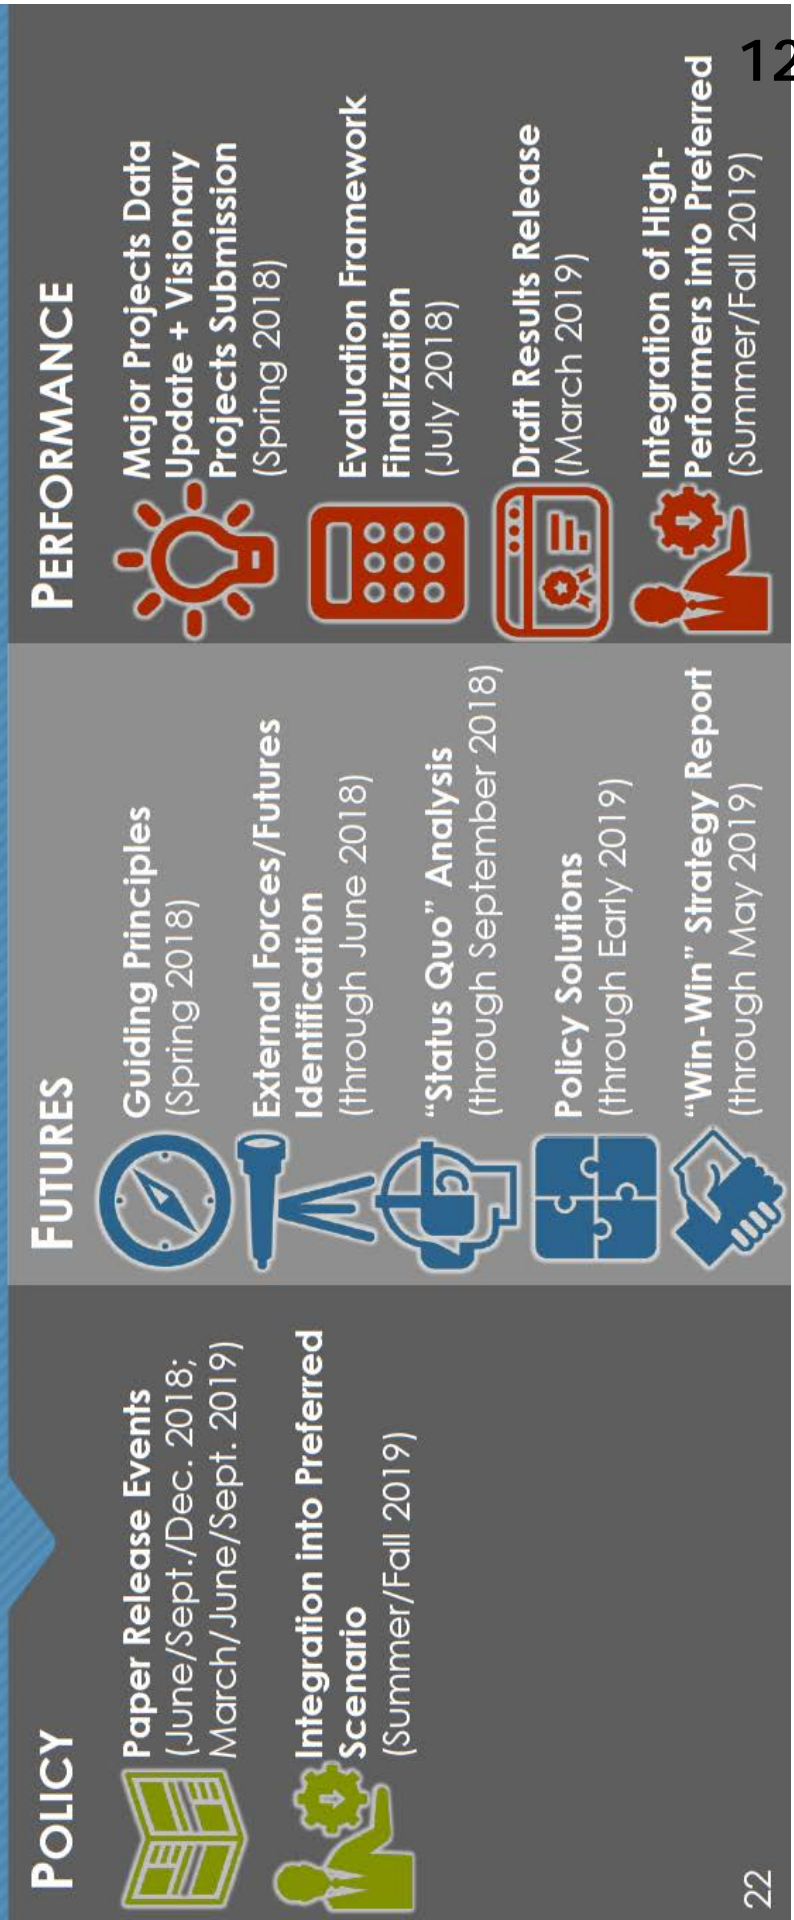 POLICY
Paper Release Events
(June/Sept./Dec. 2018;
March/June/Sept. 2019)
Integration into Preferred
Scenario
(Summer/Fall 2019)
FUTURES
Guiding Principles
(Spring 2018)
External Forces/Futures
Identification
(through June 2018)
“Status Quo” Analysis
(through September 2018)
Policy Solutions
(through Early 2019)
“Win-Win” Strategy Report
(through May 2019)
PERFORMANCE
Major Projects Data
Update + Visionary
Projects Submission
(Spring 2018)
Evaluation Framework
Finalization
(July 2018)
Draft Results Release
(March 2019)
Integration of High-
Performers into Preferred
(Summer/Fall 2019)
22
12